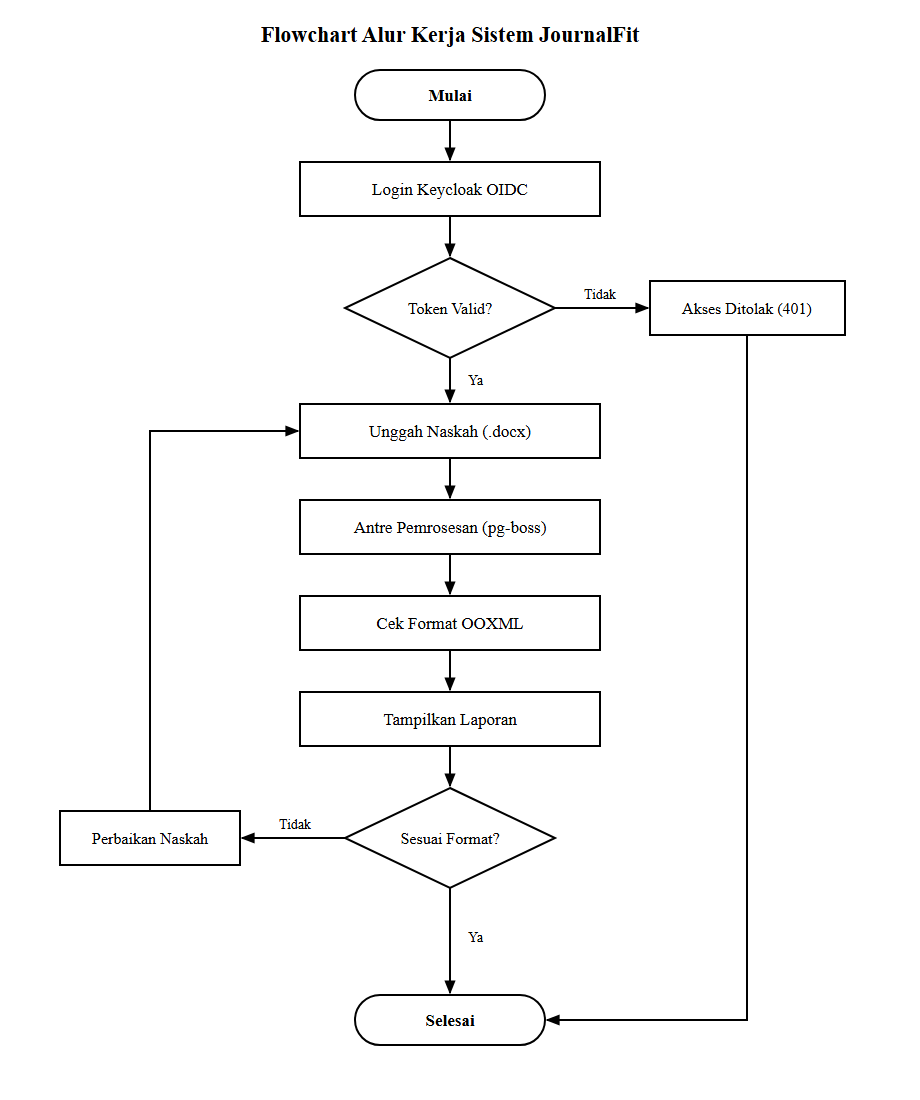 Flowchart Alur Kerja Sistem JournalFit
Mulai
Login Keycloak OIDC
Token Valid?
Tidak
Akses Ditolak (401)
Ya
Unggah Naskah (.docx)
Antre Pemrosesan (pg-boss)
Cek Format OOXML
Tampilkan Laporan
Sesuai Format?
Tidak
Perbaikan Naskah
Ya
Selesai